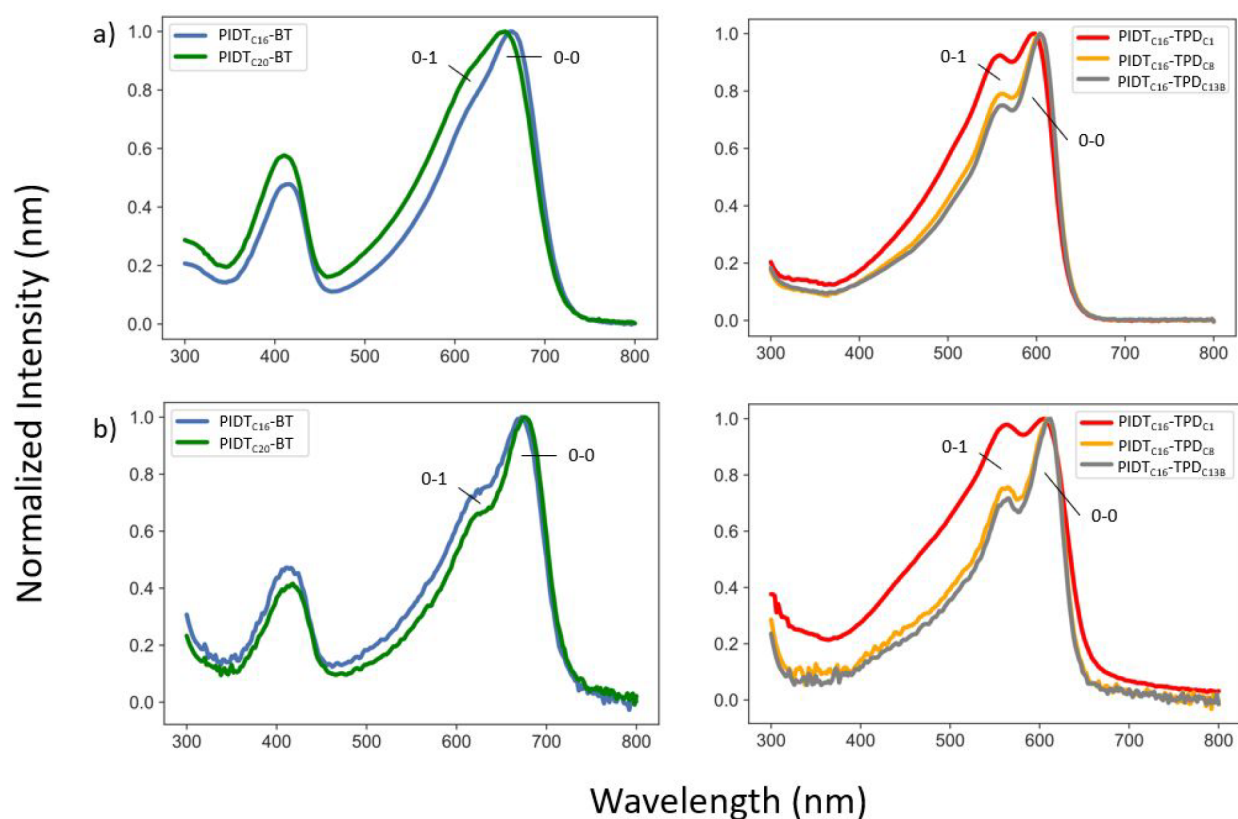 a)
PIDTC16-BT
PIDTC20-BT
0-1
0-0
1.0
0.8
0.6
0.4
0.2
0.0
300 400 500 600 700 800
PIDTC16-TPDC1
PIDTC16-TPDC8
PIDTC16-TPDC13B
0-1
0-0
1.0
0.8
0.6
0.4
0.2
0.0
300 400 500 600 700 800
Normalized Intensity (nm)
b)
PIDTC16-BT
PIDTC20-BT
0-1
0-0
1.0
0.8
0.6
0.4
0.2
0.0
300 400 500 600 700 800
PIDTC16-TPDC1
PIDTC16-TPDC8
PIDTC16-TPDC13B
0-1
0-0
1.0
0.8
0.6
0.4
0.2
0.0
300 400 500 600 700 800
Wavelength (nm)